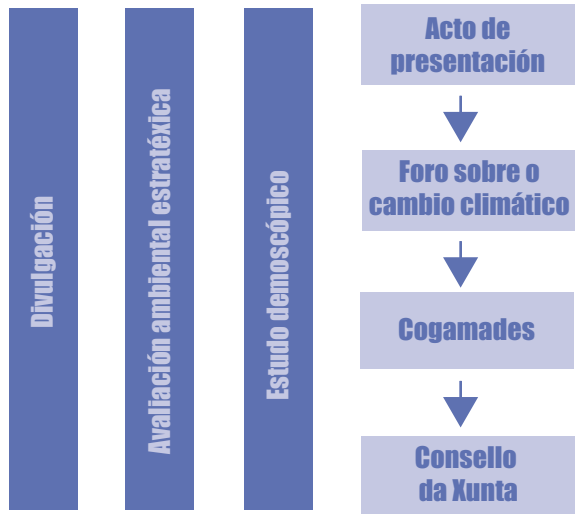 Divulgación
Avaliación ambiental estratéxica
Estudo demoscópico
Acto de
presentación
Foro sobre o
cambio climático
Cogamades
Consello
da Xunta